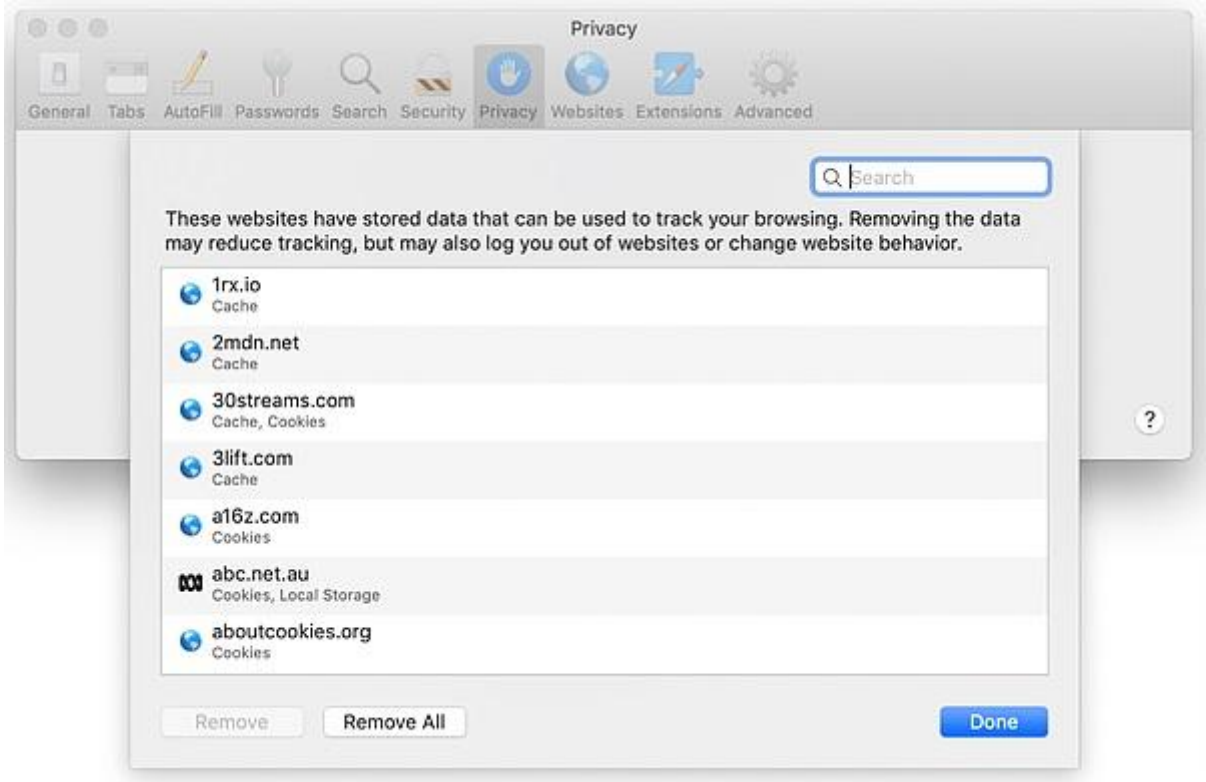 Privacy
General Tabs AutoFill Passwords Search Security Privacy Websites Extensions Advanced
Search
These websites have stored data that can be used to track your browsing. Removing the data
may reduce tracking, but may also log you out of websites or change website behavior.
1rx.io
Cache
2mdn.net
Cache
30streams.com
Cache, Cookies
3lift.com
Cache
a16z.com
Cookies
abc.net.au
Cookies, Local Storage
aboutcookies.org
Cookies
?
Remove Remove All Done